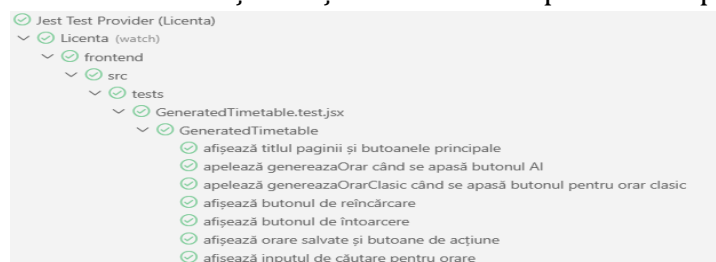 Jest Test Provider (Licenta)
Licenta (watch)
frontend
src
tests
GeneratedTimetable.test.jsx
GeneratedTimetable
afișează titlul paginii și butoanele principale
apelează genereazaOrar când se apasă butonul AI
apelează genereazaOrarClasic când se apasă butonul pentru orar clasic
afișează butonul de reîncărcare
afișează butonul de întoarcere
afișează orare salvate și butoane de acțiune
afișează inputul de căutare pentru orare